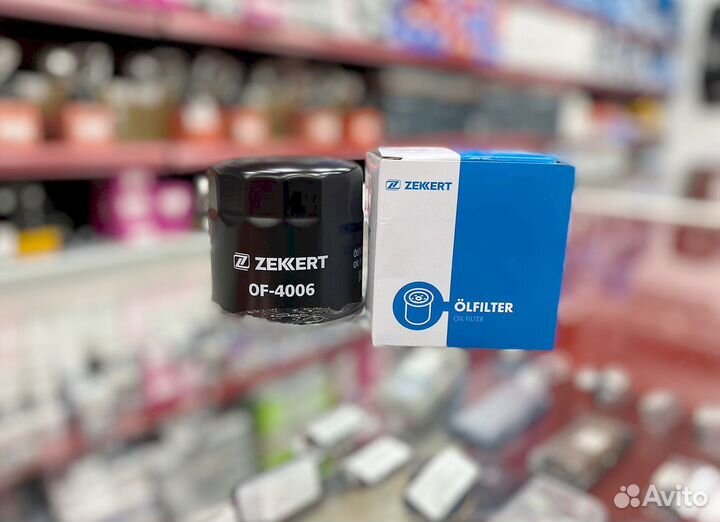 ZEKKERT
OF-4006
ZEKKERT
ÖLFILTER
OIL FILTER
Avito